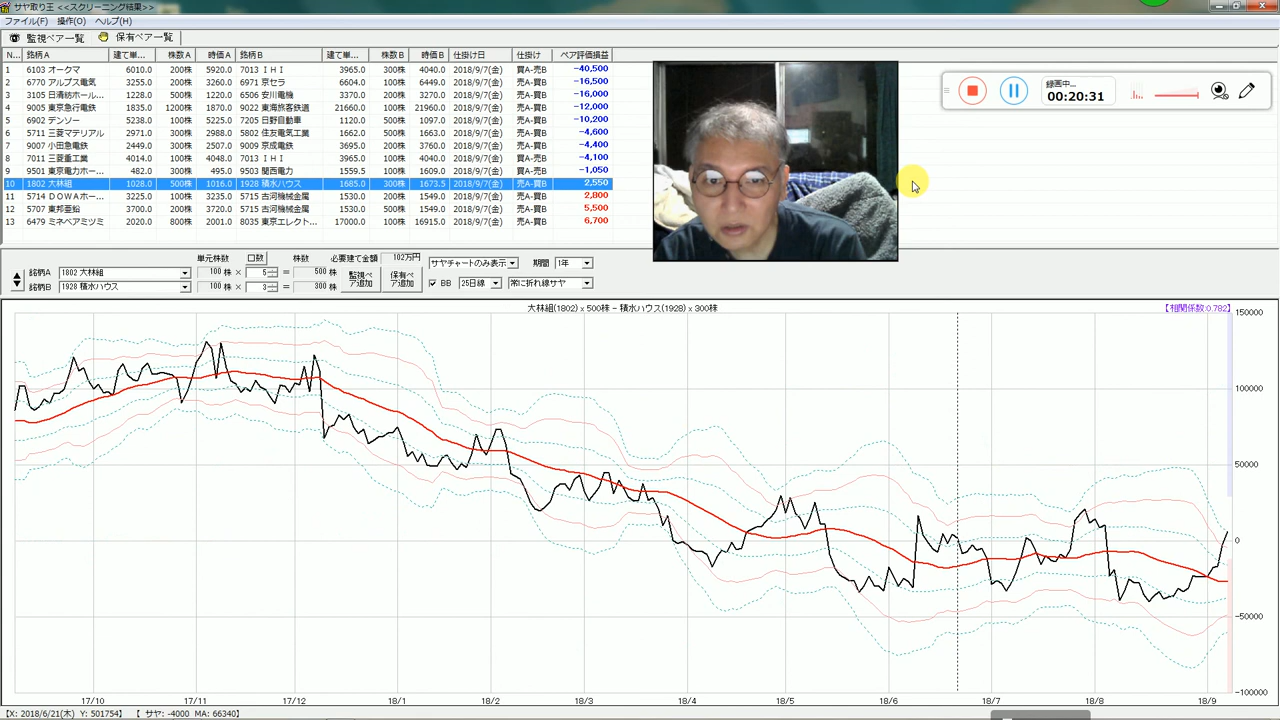 サヤ取り王 <<スクリーニング結果>>
ファイル(F) 操作(O) ヘルプ(H)
監視ペア一覧 保有ペア一覧
N... 銘柄A 建て単... 株数A 時価A 銘柄B 建て単... 株数B 時価B 仕掛け日 仕掛け ペア評価損益
1 6103 オークマ 6010.0 200株 5920.0 7013 ＩＨＩ 3965.0 300株 4040.0 2018/9/7(金) 買A-売B -40,500
2 6770 アルプス電気 3255.0 200株 3260.0 6971 京セラ 6604.0 100株 6449.0 2018/9/7(金) 売A-買B -16,500
3 3105 日清紡ホール... 1228.0 500株 1220.0 6506 安川電機 3370.0 200株 3430.0 2018/9/7(金) 買A-売B -16,000
4 9005 東京急行電鉄 1835.0 1200株 1870.0 9022 東海旅客鉄道 21660.0 100株 21960.0 2018/9/7(金) 売A-買B -12,000
5 6902 デンソー 5238.0 100株 5225.0 7205 日野自動車 1120.0 500株 1097.0 2018/9/7(金) 売A-買B -10,200
6 5711 三菱マテリアル 2971.0 300株 2988.0 5802 住友電気工業 1662.0 500株 1663.0 2018/9/7(金) 売A-買B -4,600
7 9007 小田急電鉄 2449.0 300株 2507.0 9009 京成電鉄 3695.0 200株 3760.0 2018/9/7(金) 売A-買B -4,400
8 7011 三菱重工業 4014.0 100株 4048.0 7013 ＩＨＩ 3965.0 100株 4040.0 2018/9/7(金) 買A-売B -4,100
9 9501 東京電力ホー... 482.0 300株 495.0 9503 関西電力 1559.5 100株 1609.0 2018/9/7(金) 買A-売B -1,050
10 1802 大林組 1028.0 500株 1016.0 1928 積水ハウス 1685.0 300株 1673.5 2018/9/7(金) 売A-買B 2,550
11 5714 ＤＯＷＡホー... 3225.0 100株 3235.0 5715 古河機械金属 1530.0 200株 1549.0 2018/9/7(金) 売A-買B 2,800
12 5707 東邦亜鉛 3700.0 200株 3720.0 5715 古河機械金属 1530.0 500株 1549.0 2018/9/7(金) 売A-買B 5,500
13 6479 ミネベアミツミ 2020.0 800株 2001.0 8035 東京エレクト... 17000.0 100株 16915.0 2018/9/7(金) 売A-買B 6,700
録画中...
00:20:31
単元株数 口数 株数 必要建て金額 102万円 サヤチャートのみ表示 期間 1年
銘柄A 1802 大林組 100株 × 5 = 500株 監視ペア追加 保有ペア追加
銘柄B 1928 積水ハウス 100株 × 3 = 300株 BB 25日線 常に折れ線サヤ
大林組(1802) x 500株 － 積水ハウス(1928) x 300株 【相関係数:0.782】
150000
100000
50000
0
-50000
-100000
17/10 17/11 17/12 18/1 18/2 18/3 18/4 18/5 18/6 18/7 18/8 18/9
【X: 2018/6/21(木) Y: 501754】 【 サヤ: -4000 MA: 66340】